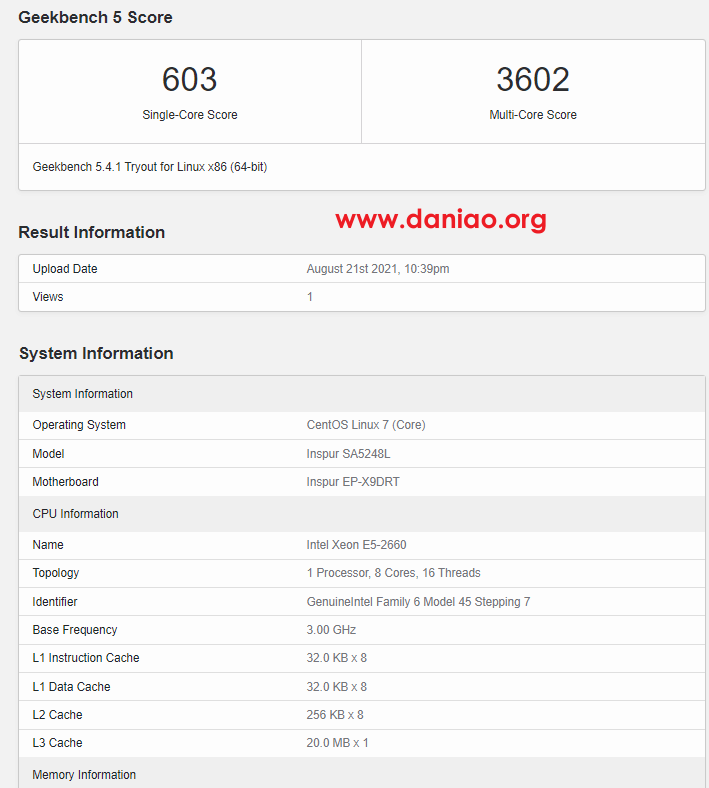 Geekbench 5 Score
603 3602
Single-Core Score Multi-Core Score
Geekbench 5.4.1 Tryout for Linux x86 (64-bit)
www.daniao.org
Result Information
Upload Date August 21st 2021, 10:39pm
Views 1
System Information
System Information
Operating System CentOS Linux 7 (Core)
Model Inspur SA5248L
Motherboard Inspur EP-X9DRT
CPU Information
Name Intel Xeon E5-2660
Topology 1 Processor, 8 Cores, 16 Threads
Identifier GenuineIntel Family 6 Model 45 Stepping 7
Base Frequency 3.00 GHz
L1 Instruction Cache 32.0 KB x 8
L1 Data Cache 32.0 KB x 8
L2 Cache 256 KB x 8
L3 Cache 20.0 MB x 1
Memory Information